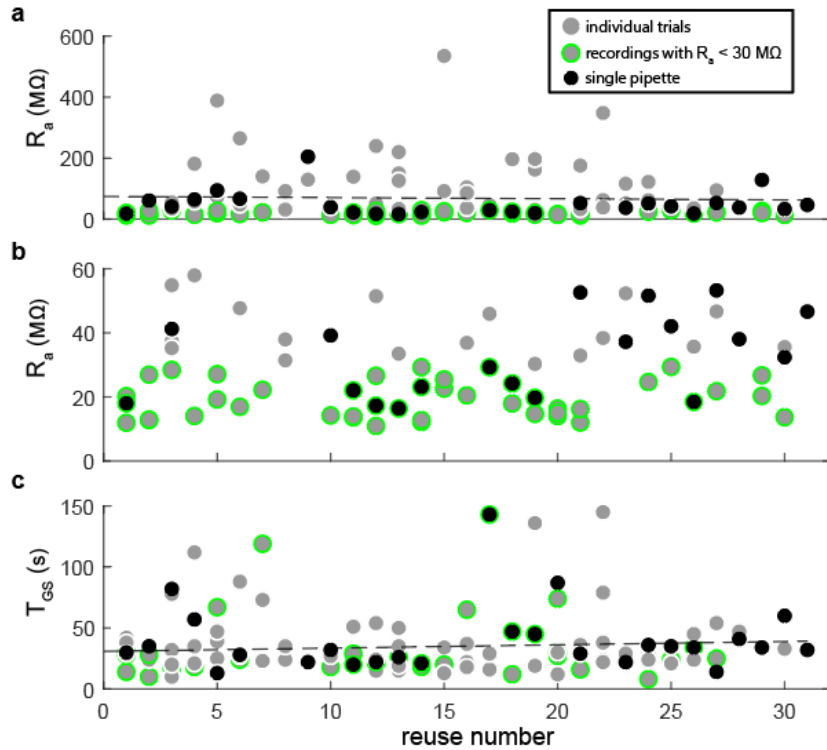 a
individual trials
recordings with Rₐ < 30 MΩ
single pipette
Rₐ (MΩ)
600
400
200
0
b
Rₐ (MΩ)
60
40
20
0
c
T_GS (s)
150
100
50
0
0 5 10 15 20 25 30
reuse number